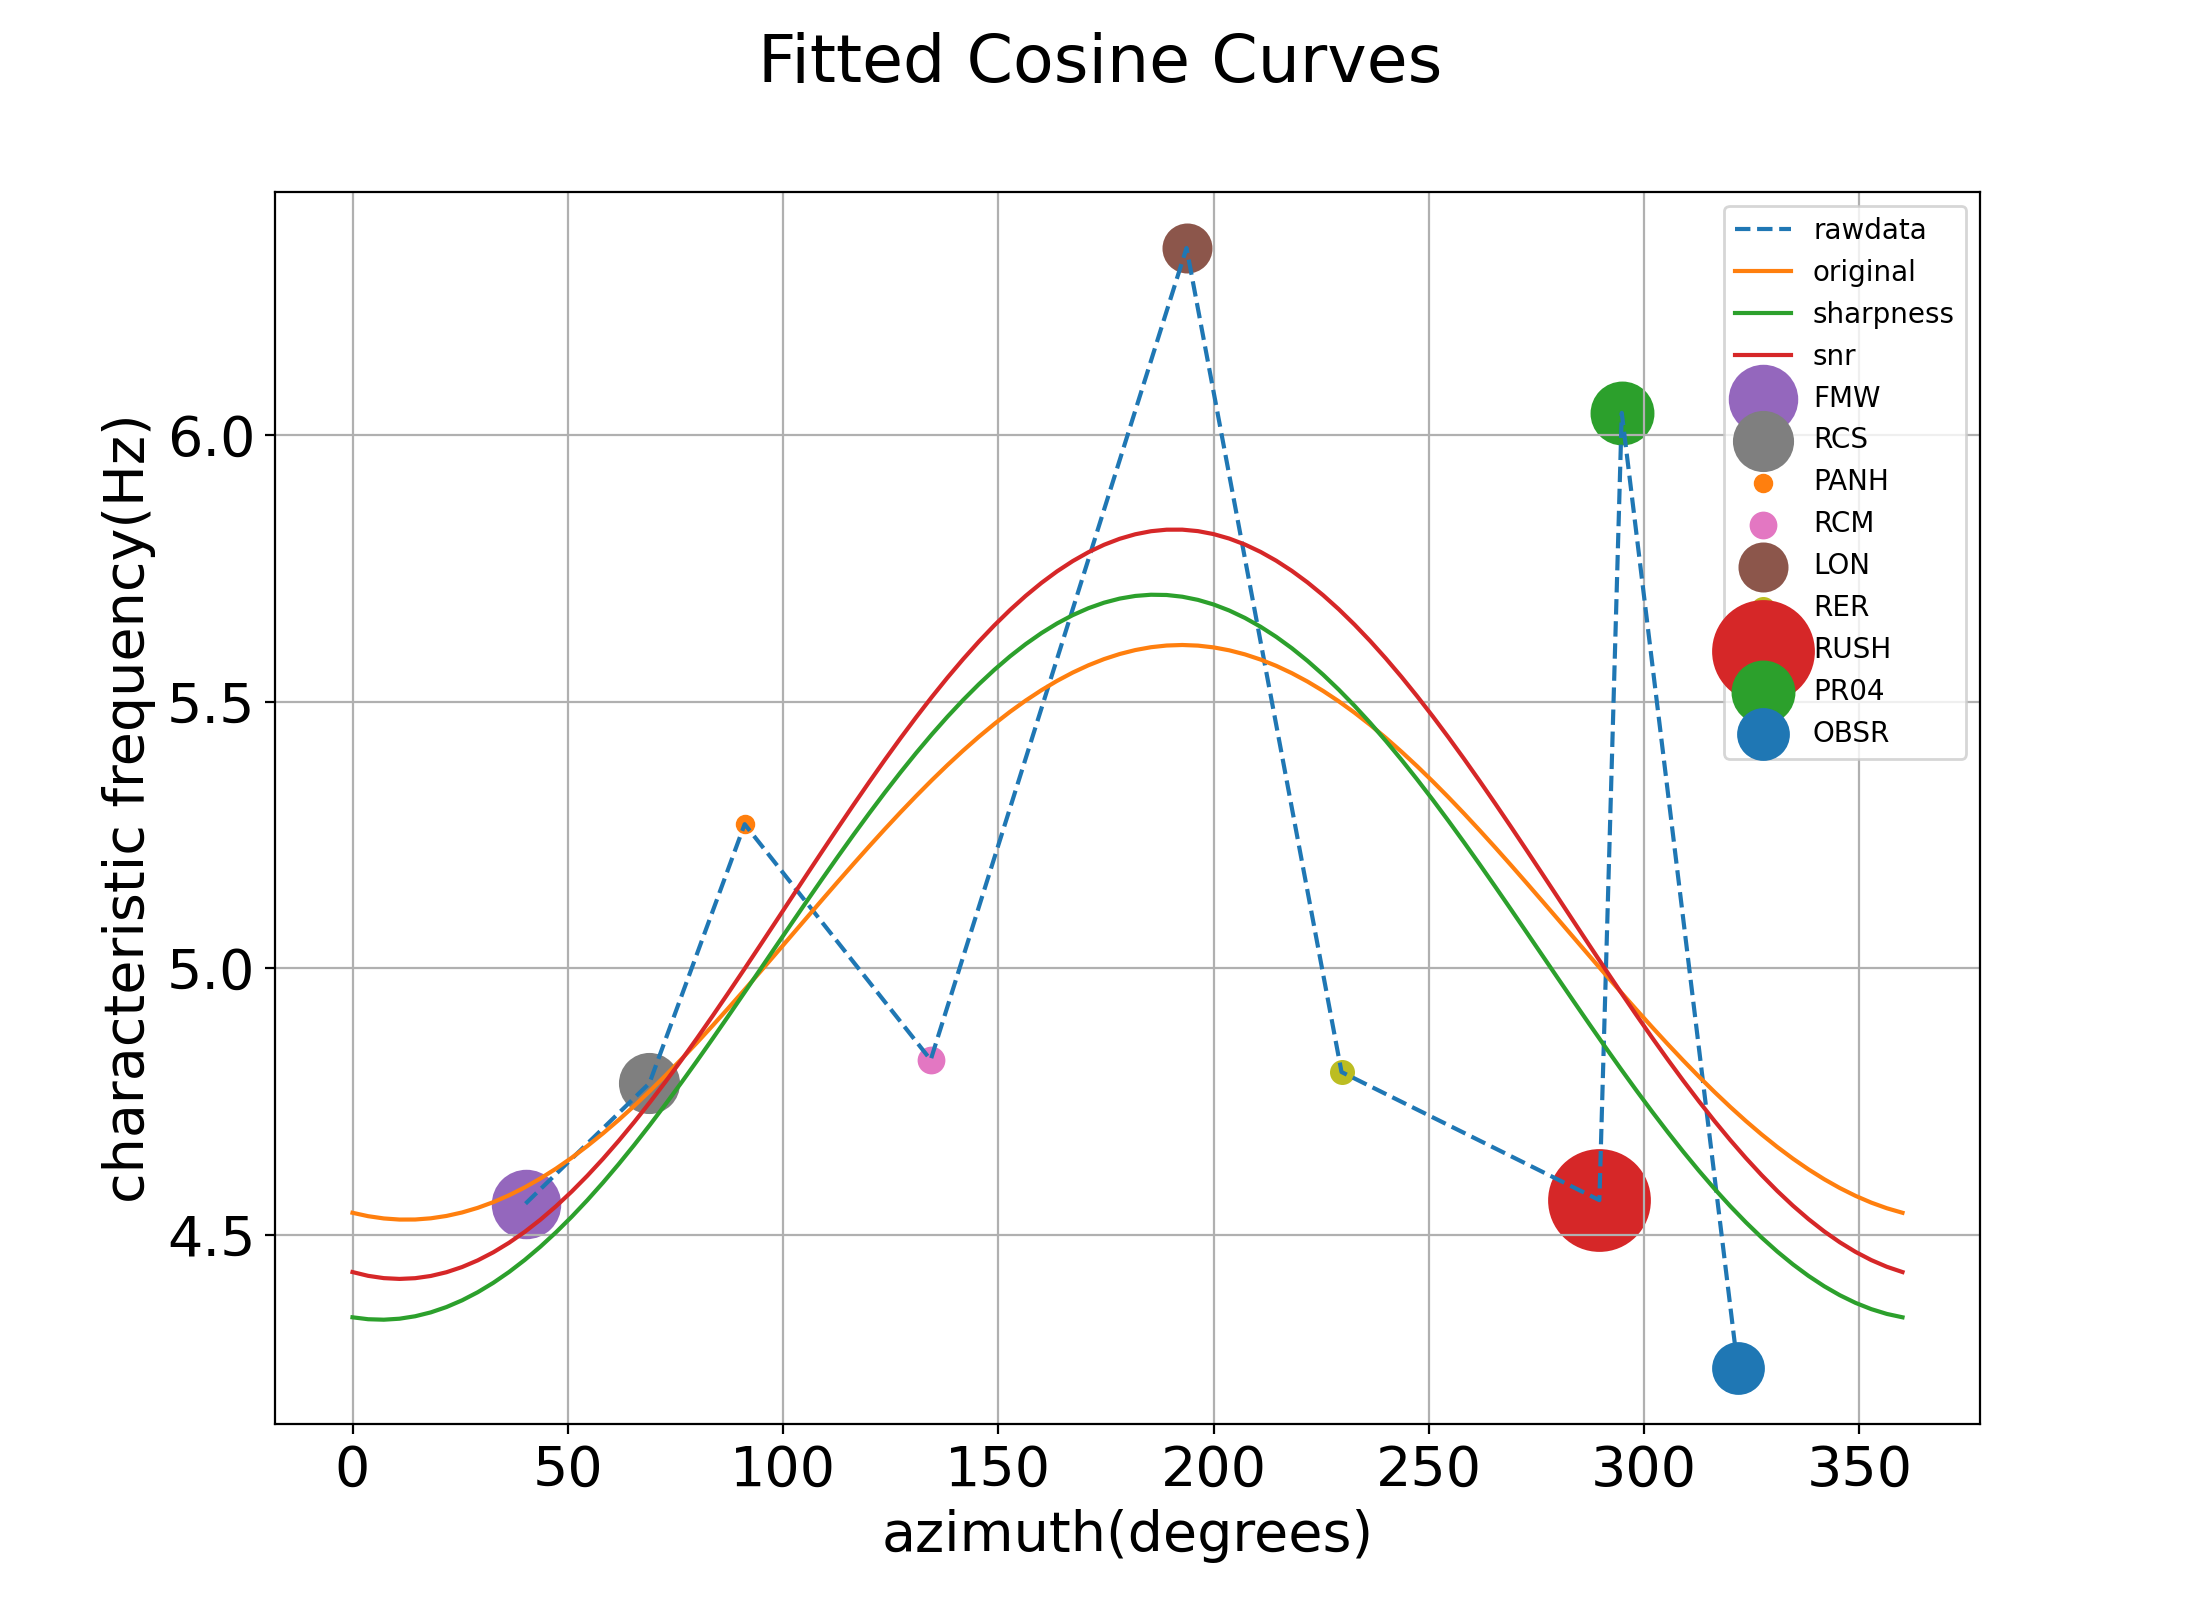 Fitted Cosine Curves
characteristic frequency(Hz)
6.0
5.5
5.0
4.5
0 50 100 150 200 250 300 350
azimuth(degrees)
rawdata
original
sharpness
snr
FMW
RCS
PANH
RCM
LON
RER
RUSH
PR04
OBSR